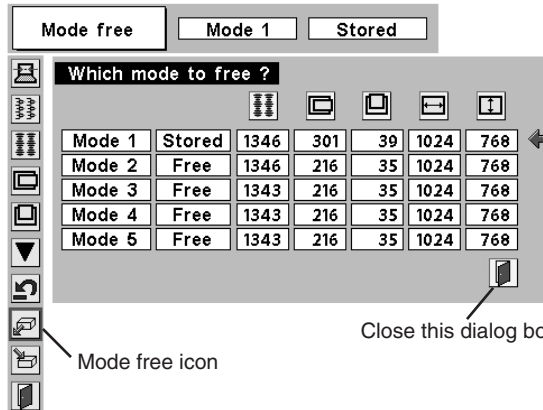 Mode free Mode 1 Stored
Which mode to free ?
Mode 1 Stored 1346 301 39 1024 768
Mode 2 Free 1346 216 35 1024 768
Mode 3 Free 1343 216 35 1024 768
Mode 4 Free 1343 216 35 1024 768
Mode 5 Free 1343 216 35 1024 768
Close this dialog
Mode free icon